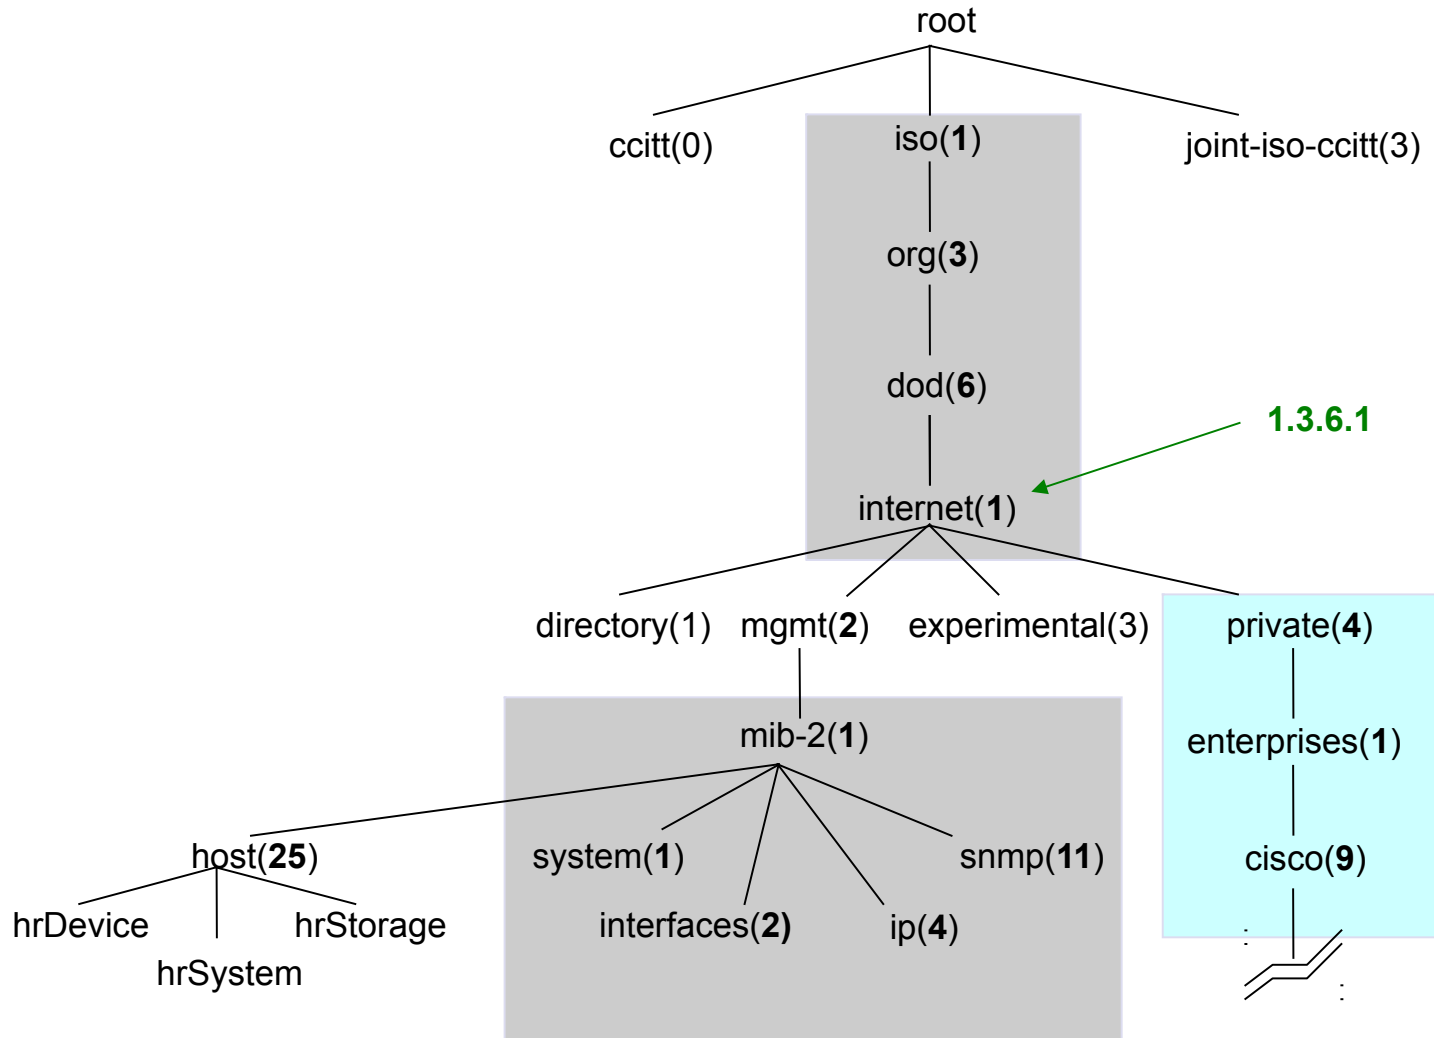 root
ccitt(0)
iso(1)
joint-iso-ccitt(3)
org(3)
dod(6)
1.3.6.1
internet(1)
directory(1)
mgmt(2)
experimental(3)
private(4)
mib-2(1)
enterprises(1)
host(25)
system(1)
snmp(11)
cisco(9)
hrDevice
hrStorage
interfaces(2)
ip(4)
hrSystem
:
: